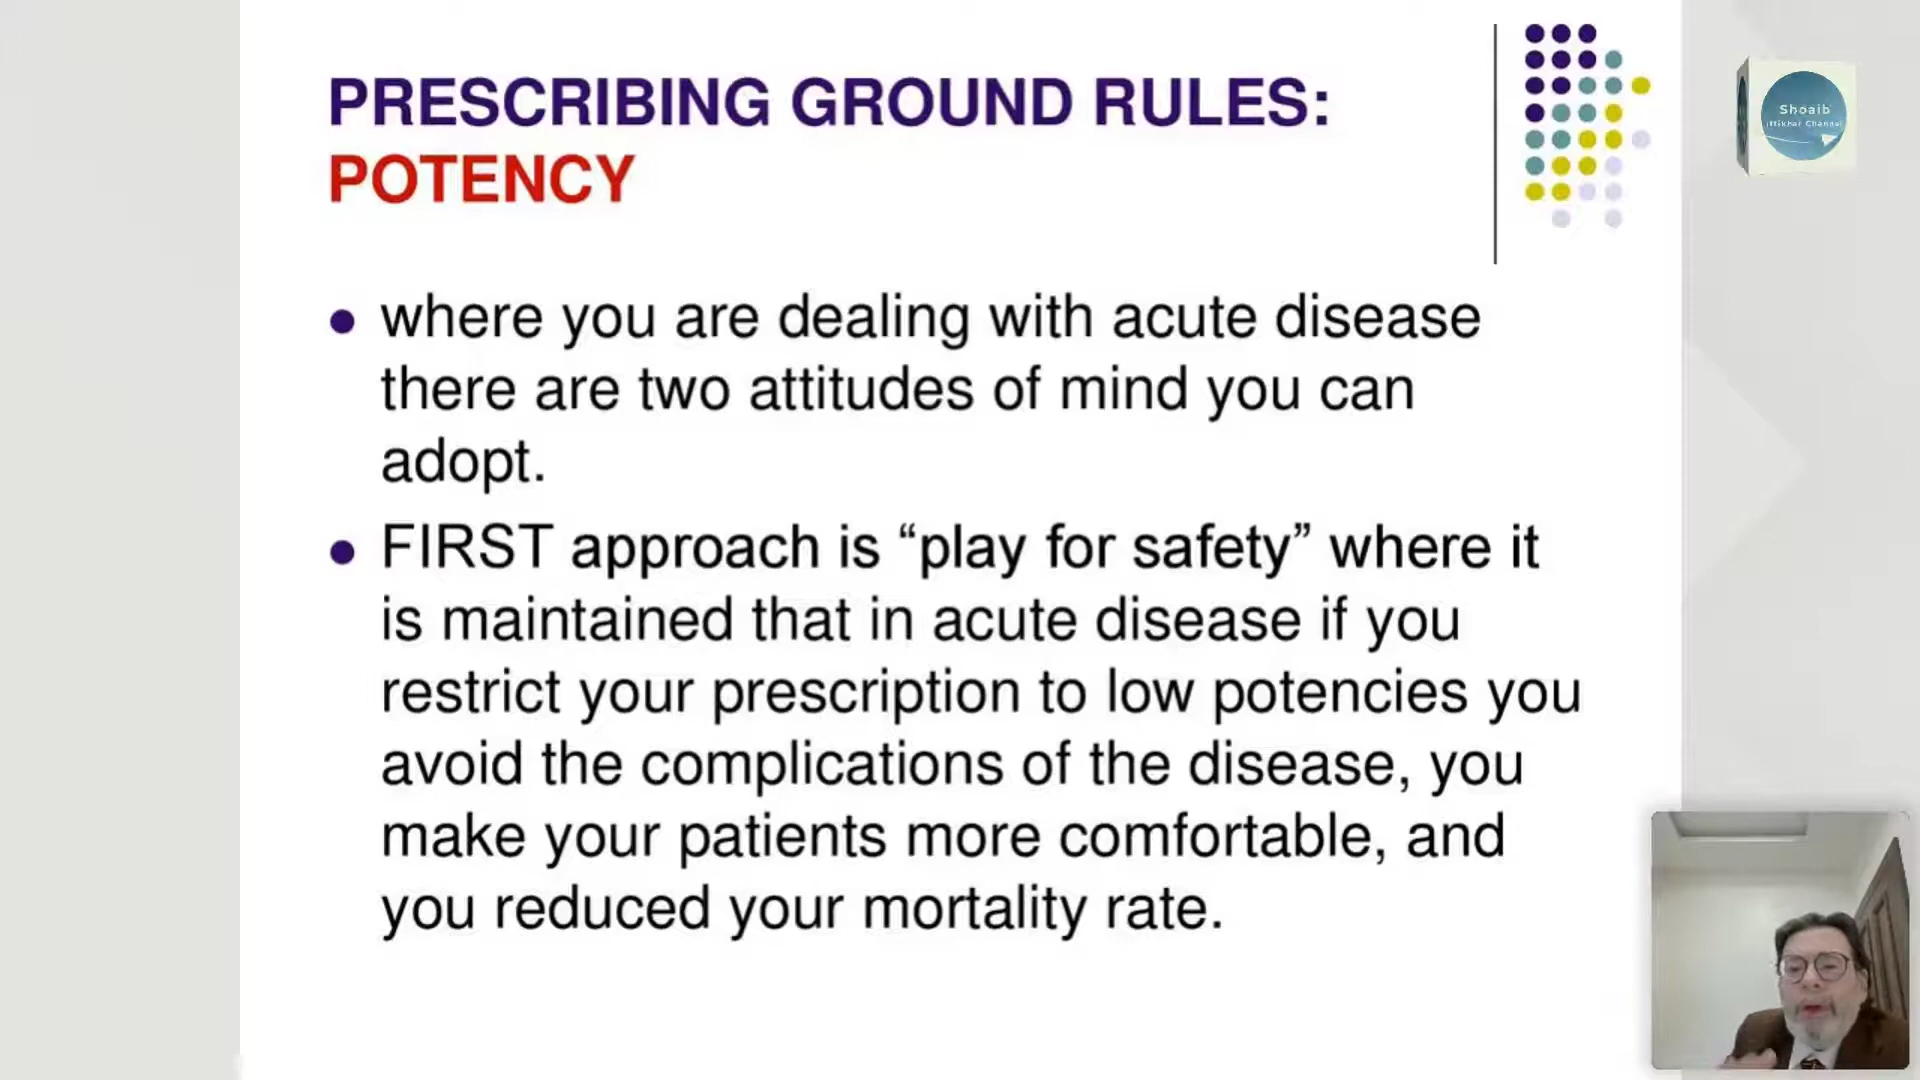 PRESCRIBING GROUND RULES:
POTENCY
Shoaib
Iftikhar Channel
where you are dealing with acute disease
there are two attitudes of mind you can
adopt.
FIRST approach is “play for safety” where it
is maintained that in acute disease if you
restrict your prescription to low potencies you
avoid the complications of the disease, you
make your patients more comfortable, and
you reduced your mortality rate.